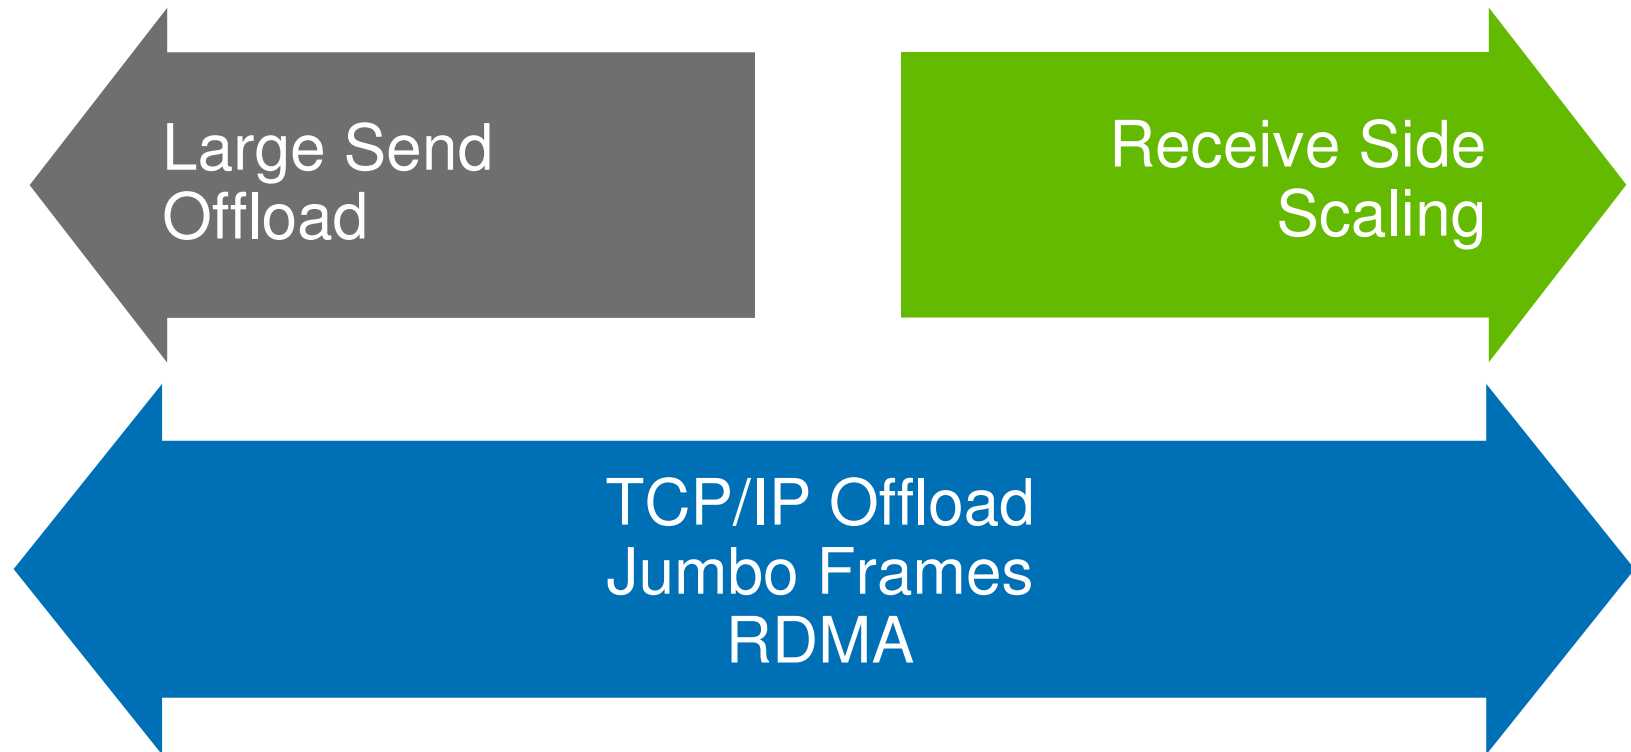 Large Send
Offload
Receive Side
Scaling
TCP/IP Offload
Jumbo Frames
RDMA